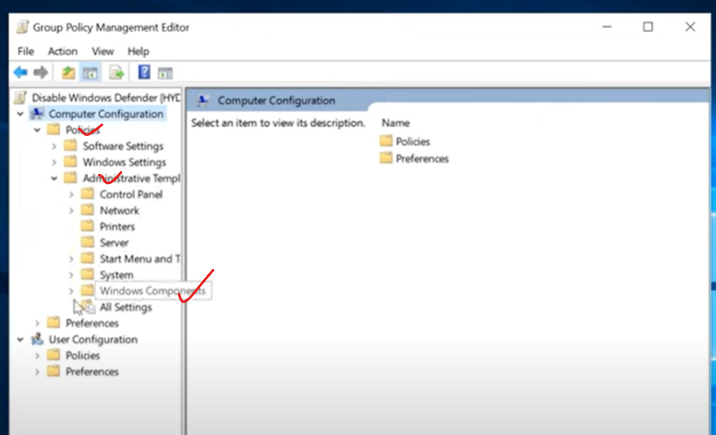 Group Policy Management Editor
File Action View Help
Disable Windows Defender [HYD
Computer Configuration
Policies
Software Settings
Windows Settings
Administrative Templ
Control Panel
Network
Printers
Server
Start Menu and T
System
Windows Components
All Settings
Preferences
User Configuration
Policies
Preferences
Computer Configuration
Select an item to view its description.
Name
Policies
Preferences